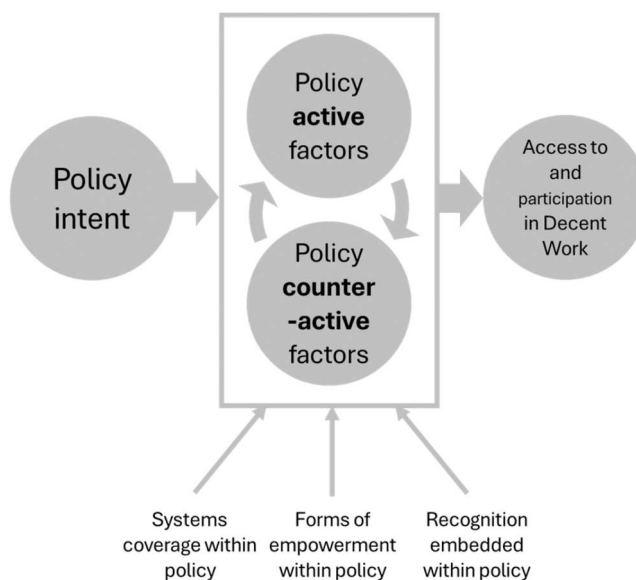 Policy
intent
Policy
active
factors
Policy
counter
-active
factors
Access to
and
participation
in Decent
Work
Systems
coverage within
policy
Forms of
empowerment
within policy
Recognition
embedded
within policy